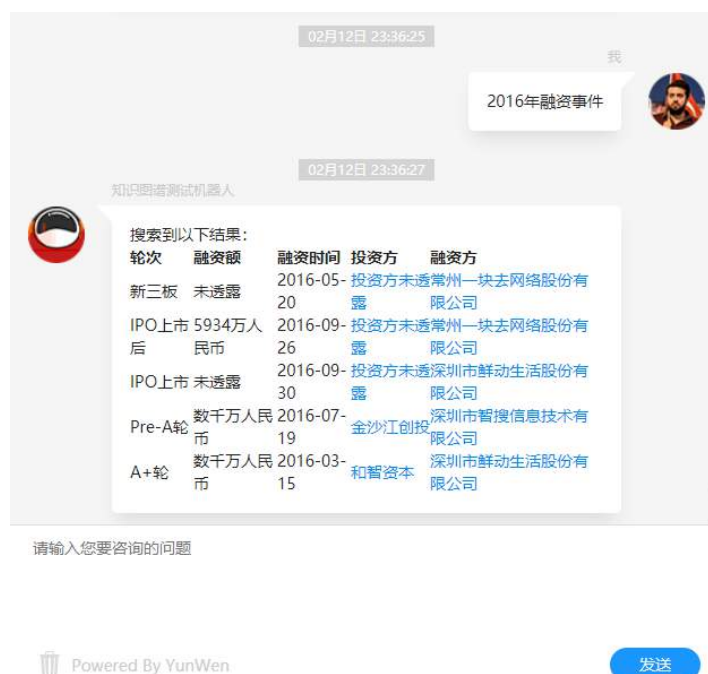 02月12日 23:36:25
我
2016年融资事件
02月12日 23:36:27
知识图谱测试机器人
搜索到以下结果：
轮次 融资额 融资时间 投资方 融资方
新三板 未透露 2016-05-20 投资方未透露 常州一块去网络股份有限公司
IPO上市后 5934万人民币 2016-09-26 投资方未透露 常州一块去网络股份有限公司
IPO上市 未透露 2016-09-30 投资方未透露 深圳市鲜动生活股份有限公司
Pre-A轮 数千万人民币 2016-07-19 金沙江创投 深圳市智搜信息技术有限公司
A+轮 数千万人民币 2016-03-15 和智资本 深圳市鲜动生活股份有限公司
请输入您要咨询的问题
Powered By YunWen
发送